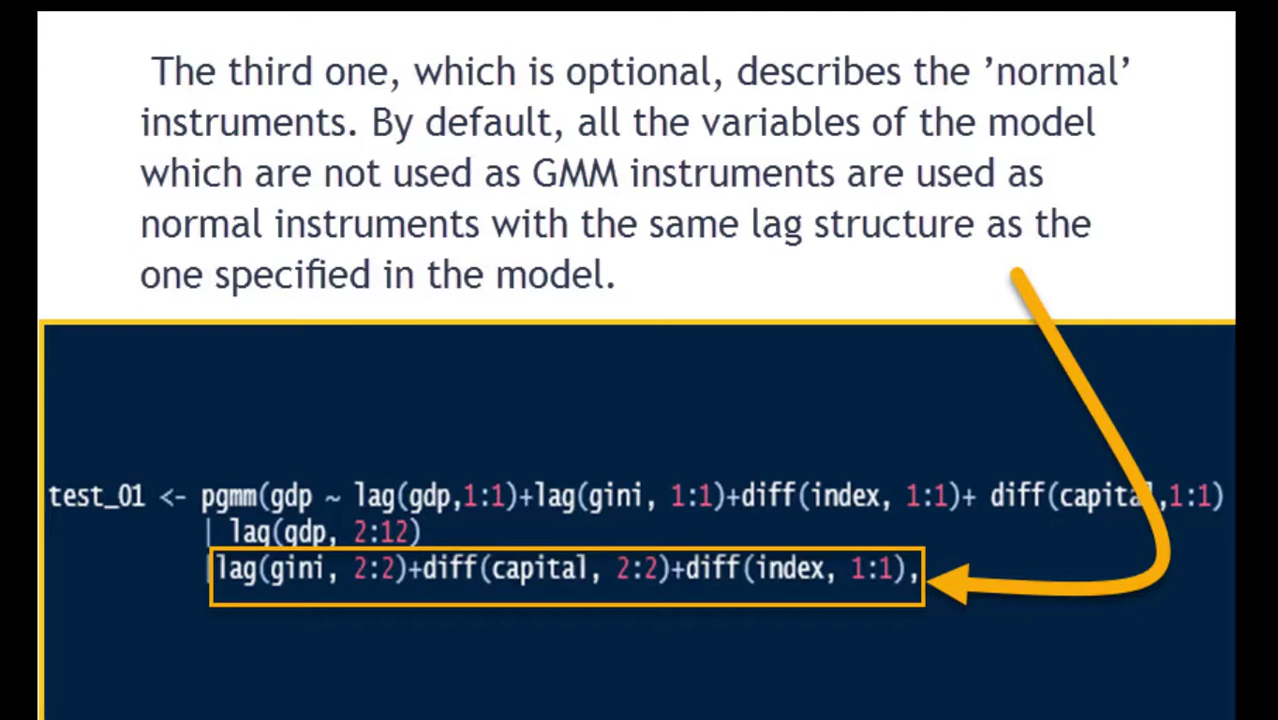 The third one, which is optional, describes the ’normal’
instruments. By default, all the variables of the model
which are not used as GMM instruments are used as
normal instruments with the same lag structure as the
one specified in the model.
test_01 <- pgmm(gdp ~ lag(gdp,1:1)+lag(gini, 1:1)+diff(index, 1:1)+ diff(capital,1:1)
| lag(gdp, 2:12)
|lag(gini, 2:2)+diff(capital, 2:2)+diff(index, 1:1),